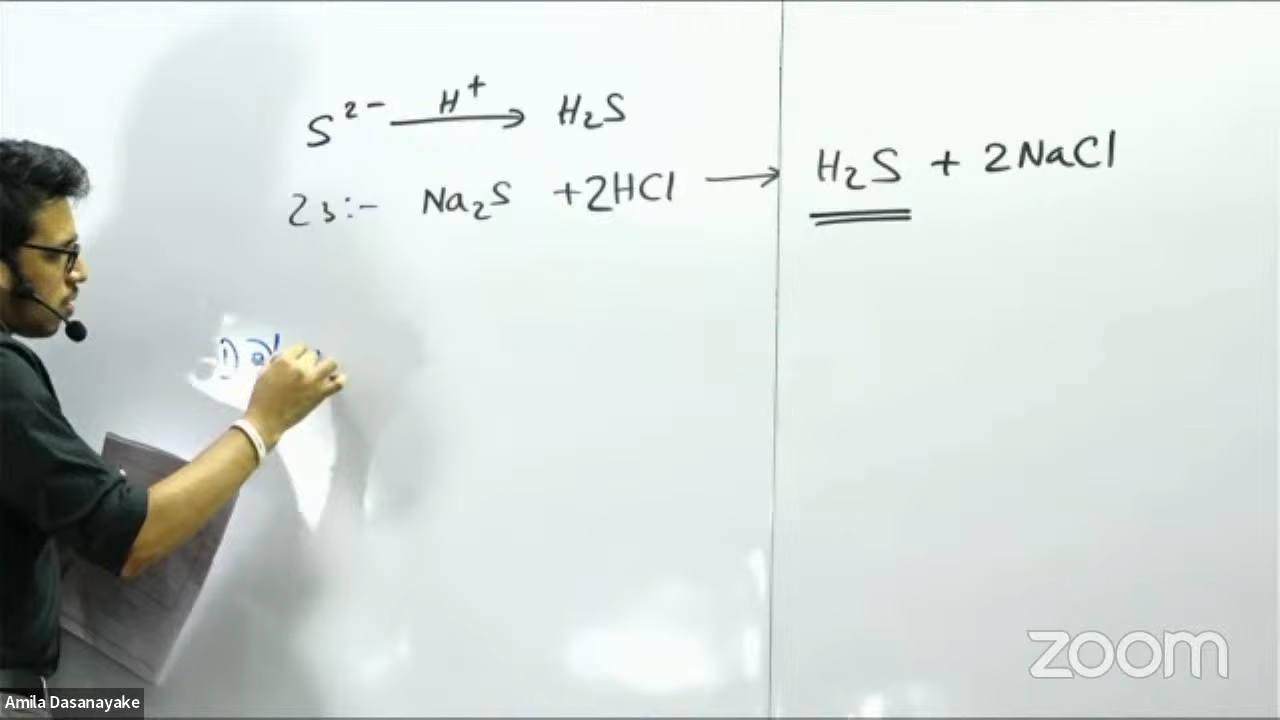 S²⁻ —H⁺→ H₂S
Na₂S + 2HCl → H₂S + 2NaCl
zoom
Amila Dasanayake